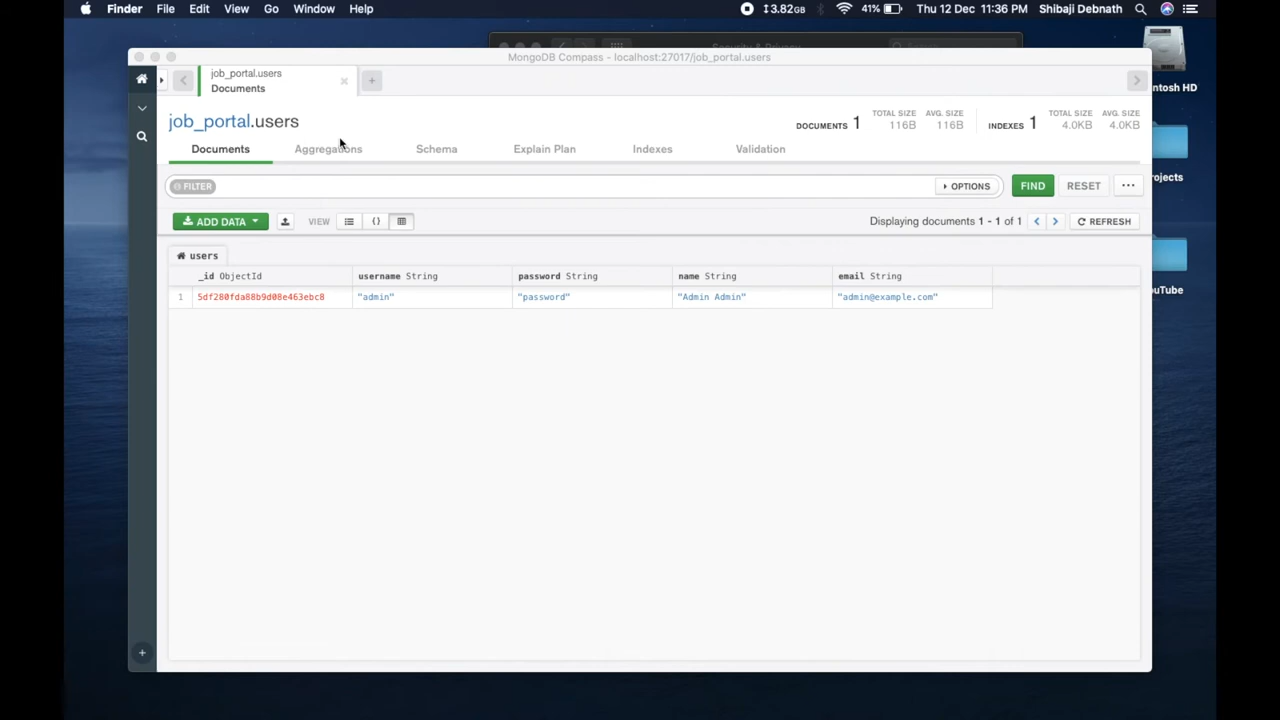 Finder File Edit View Go Window Help 3.82GB 41% Thu 12 Dec 11:36 PM Shibaji Debnath
Security & Privacy
MongoDB Compass - localhost:27017/job_portal.users
ntosh HD
job_portal.users
Documents
job_portal.users
DOCUMENTS 1 TOTAL SIZE 116B AVG. SIZE 116B INDEXES 1 TOTAL SIZE 4.0KB AVG. SIZE 4.0KB
Documents Aggregations Schema Explain Plan Indexes Validation
rojects
FILTER OPTIONS FIND RESET ...
ADD DATA VIEW {} Displaying documents 1 - 1 of 1 REFRESH
users
_id ObjectId username String password String name String email String
1 5df280fda88b9d08e463ebc8 "admin" "password" "Admin Admin" "admin@example.com"
ouTube